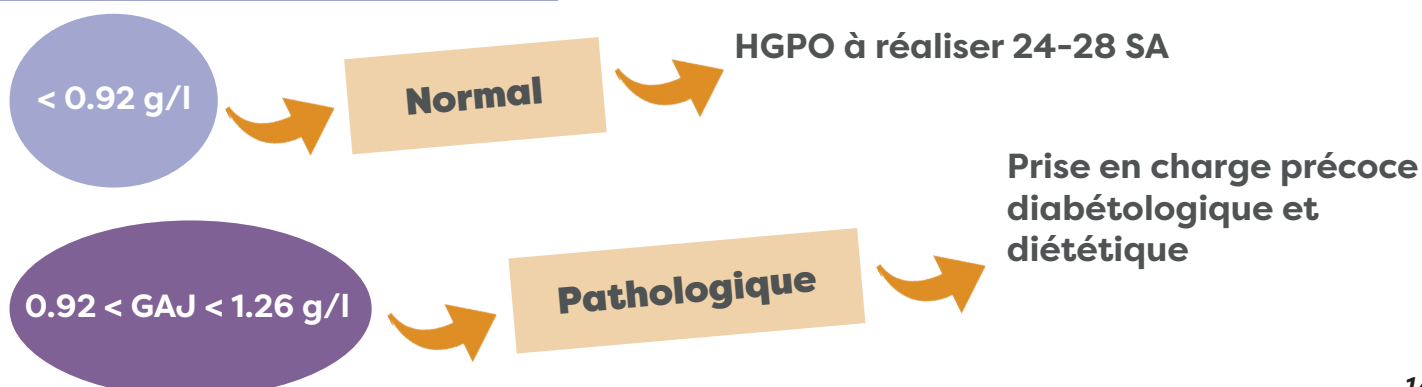 < 0.92 g/l
Normal
HGPO à réaliser 24-28 SA
0.92 < GAJ < 1.26 g/l
Pathologique
Prise en charge précoce
diabétologique et
diététique